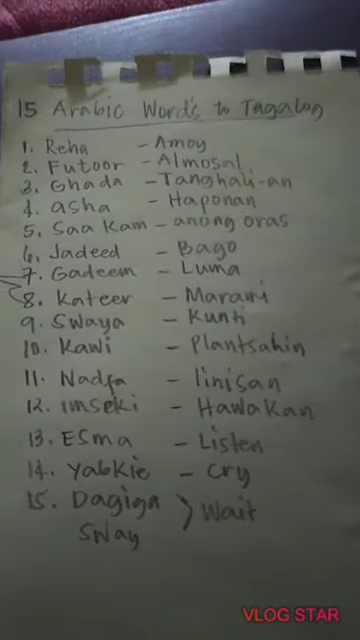 15 Arabic Word's to Tagalog
1. Reha - Amoy
2. Futoor - Almosal
3. Ghada - Tanghali-an
4. asha - Haponan
5. Saa Kam - anong oras
6. Jadeed - Bago
7. Gadeem - Luma
8. Kateer - Marami
9. Swaya - Kunti
10. Kawi - Plantsahin
11. Nadfa - linisan
12. imseki - Hawakan
13. Esma - Listen
14. Yabkie - Cry
15. Dagiga > Wait
Sway
VLOG STAR